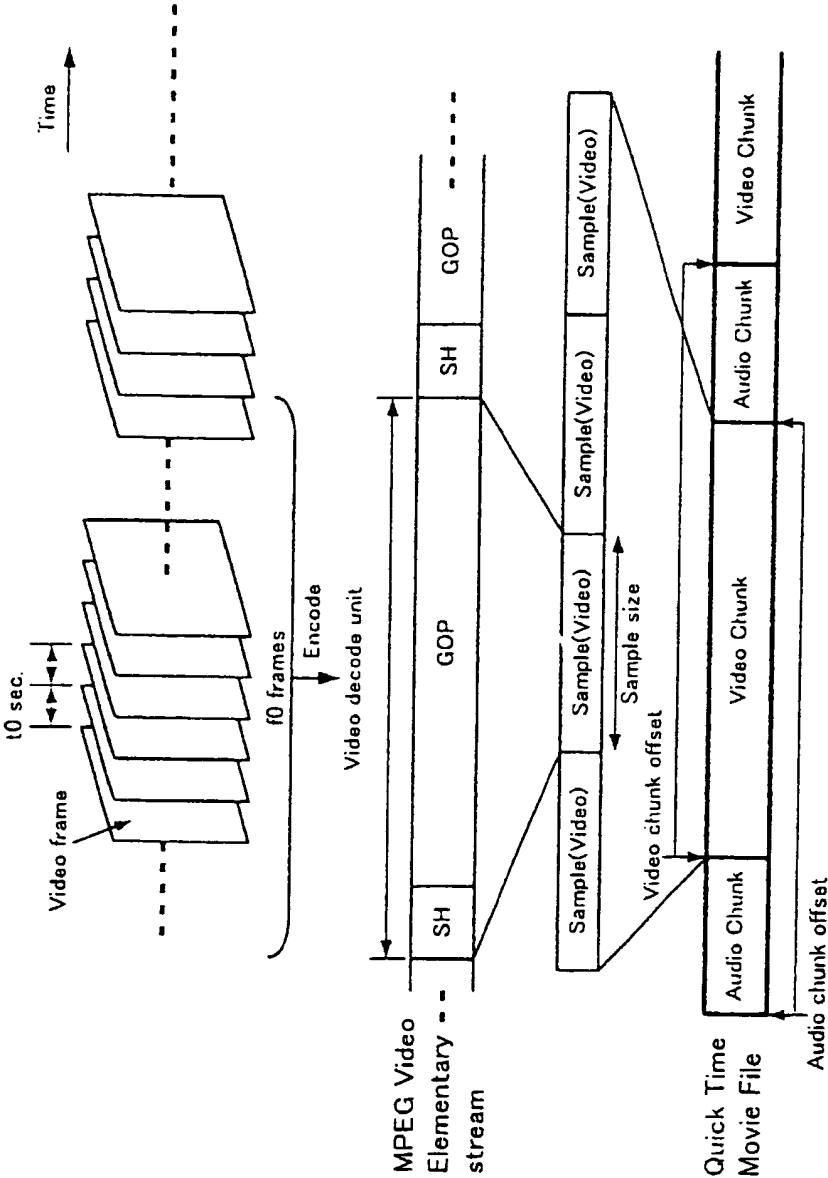 Time
t0 sec.
Video frame
f0 frames
Encode
Video decode unit
MPEG Video
Elementary
stream
SH
GOP
SH
GOP
Sample(Video)
Sample(Video)
Sample(Video)
Sample(Video)
Sample size
Video chunk offset
Quick Time
Movie File
Audio Chunk
Video Chunk
Audio Chunk
Video Chunk
Audio chunk offset